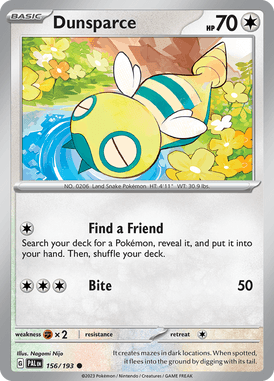 BASIC
Dunsparce
HP 70
NO. 0206 Land Snake Pokémon HT: 4'11" WT: 30.9 lbs.
Find a Friend
Search your deck for a Pokémon, reveal it, and put it into
your hand. Then, shuffle your deck.
Bite 50
weakness ×2 resistance retreat
Illus. Nagomi Nijo
G PAL EN 156/193
It creates mazes in dark locations. When spotted,
it flees into the ground by digging with its tail.
©2023 Pokémon / Nintendo / Creatures / GAME FREAK